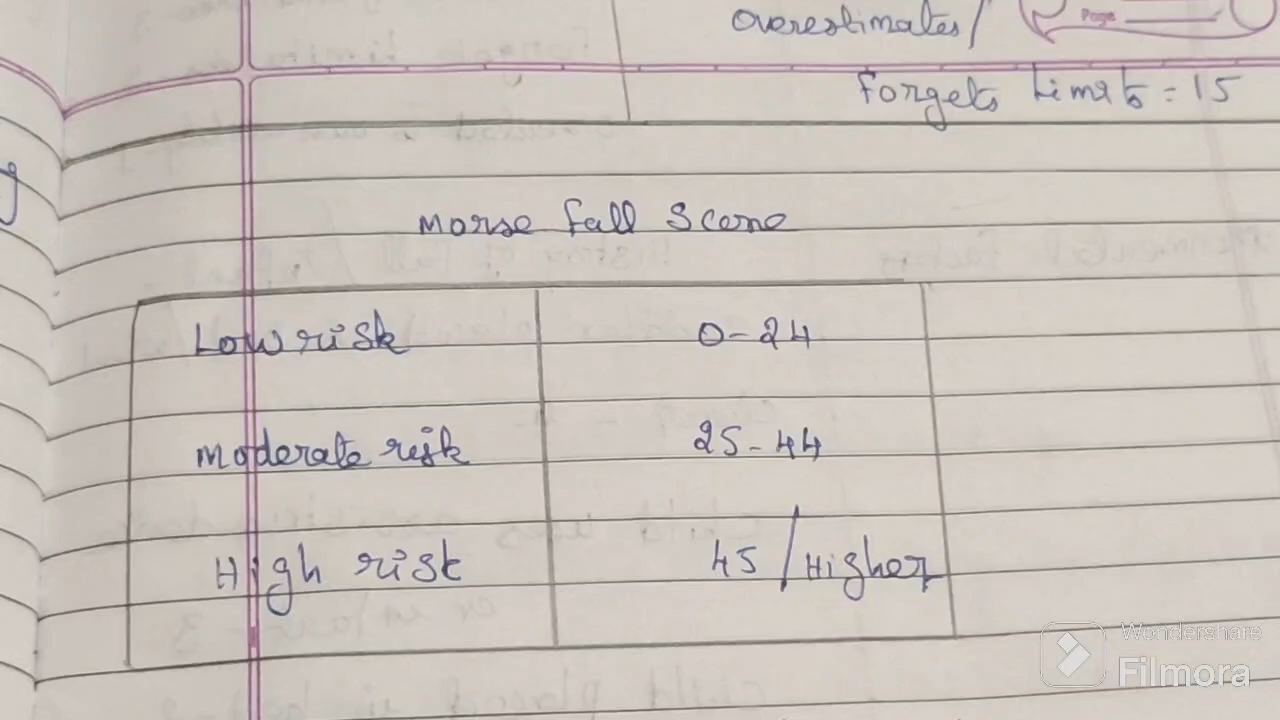 overestimates/
Page
forgets limits = 15
Morse fall Score
Low risk 0-24
Moderate risk 25-44
High risk 45/Higher
Wondershare
Filmora